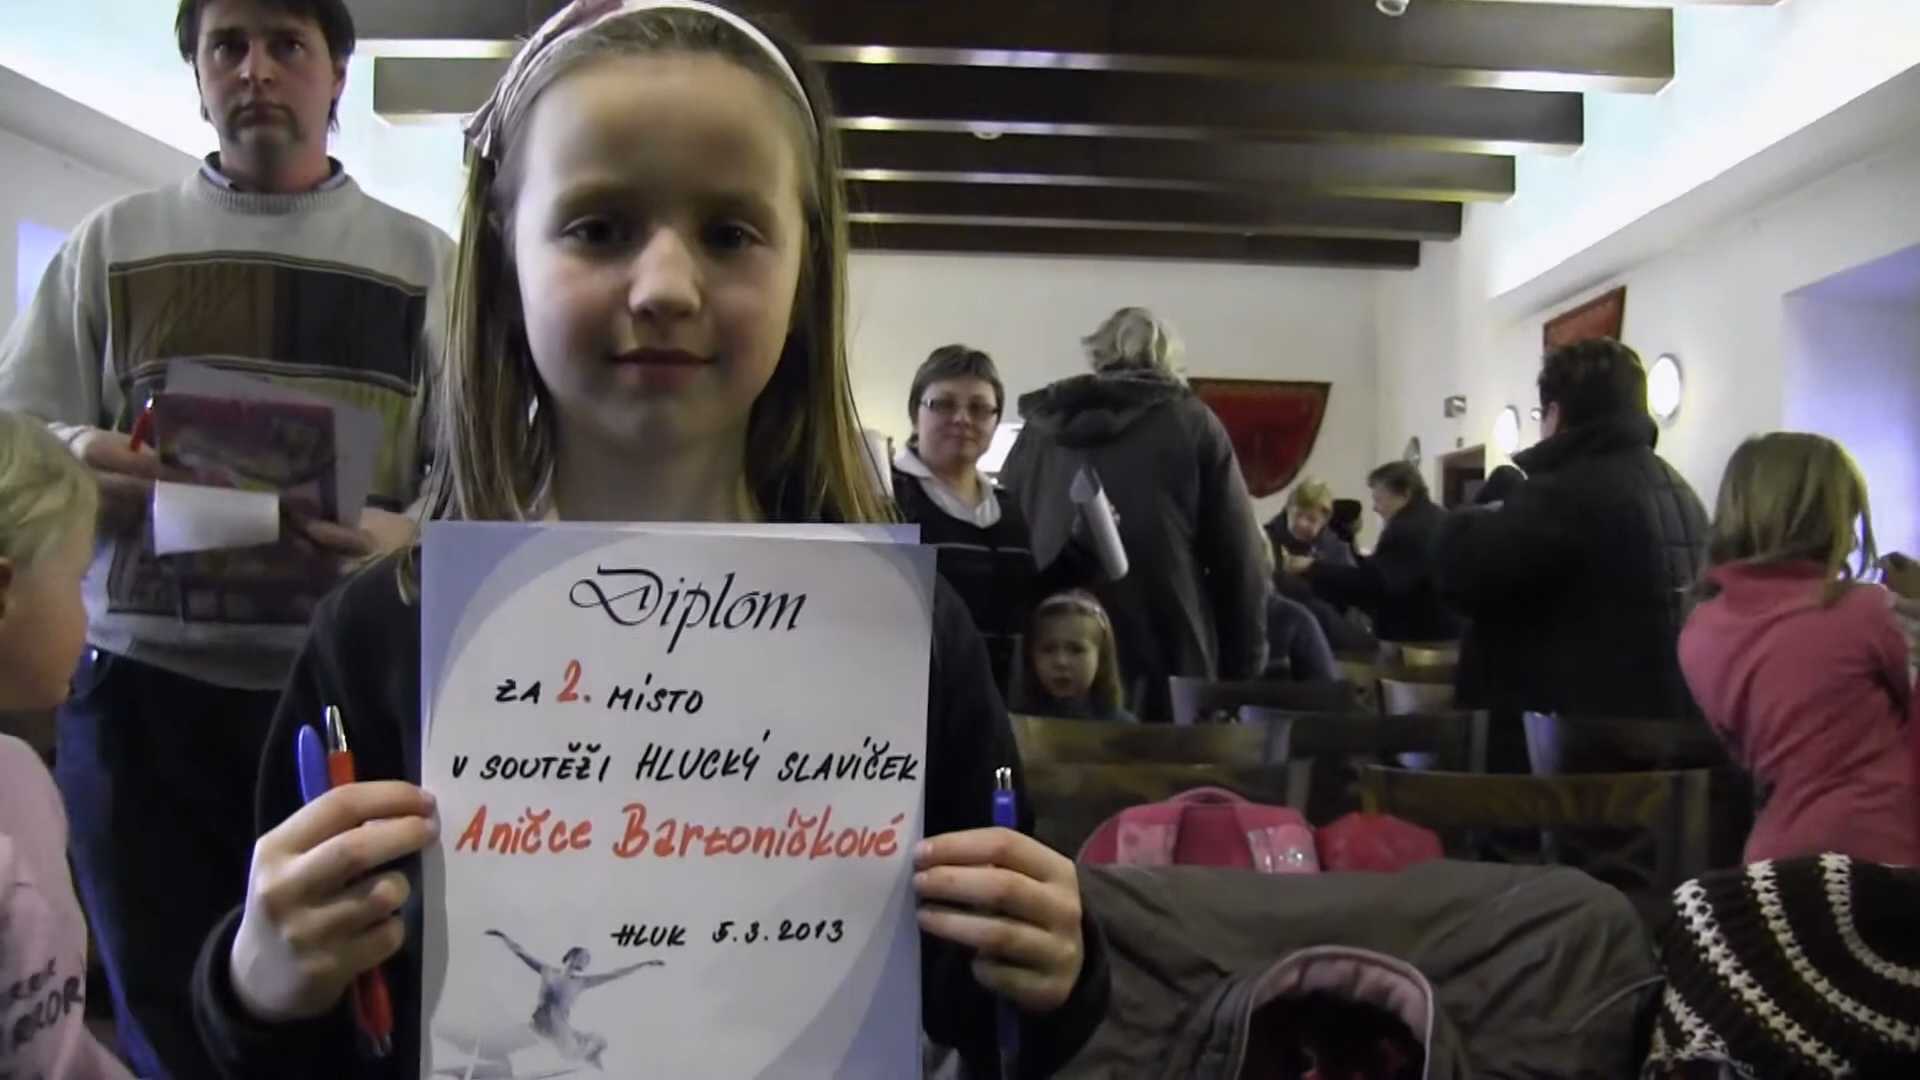 Diplom
ZA 2. MÍSTO
V SOUTĚŽI HLUCKÝ SLAVÍČEK
Aničce Bartoníčkové
HLUK 5.3.2013